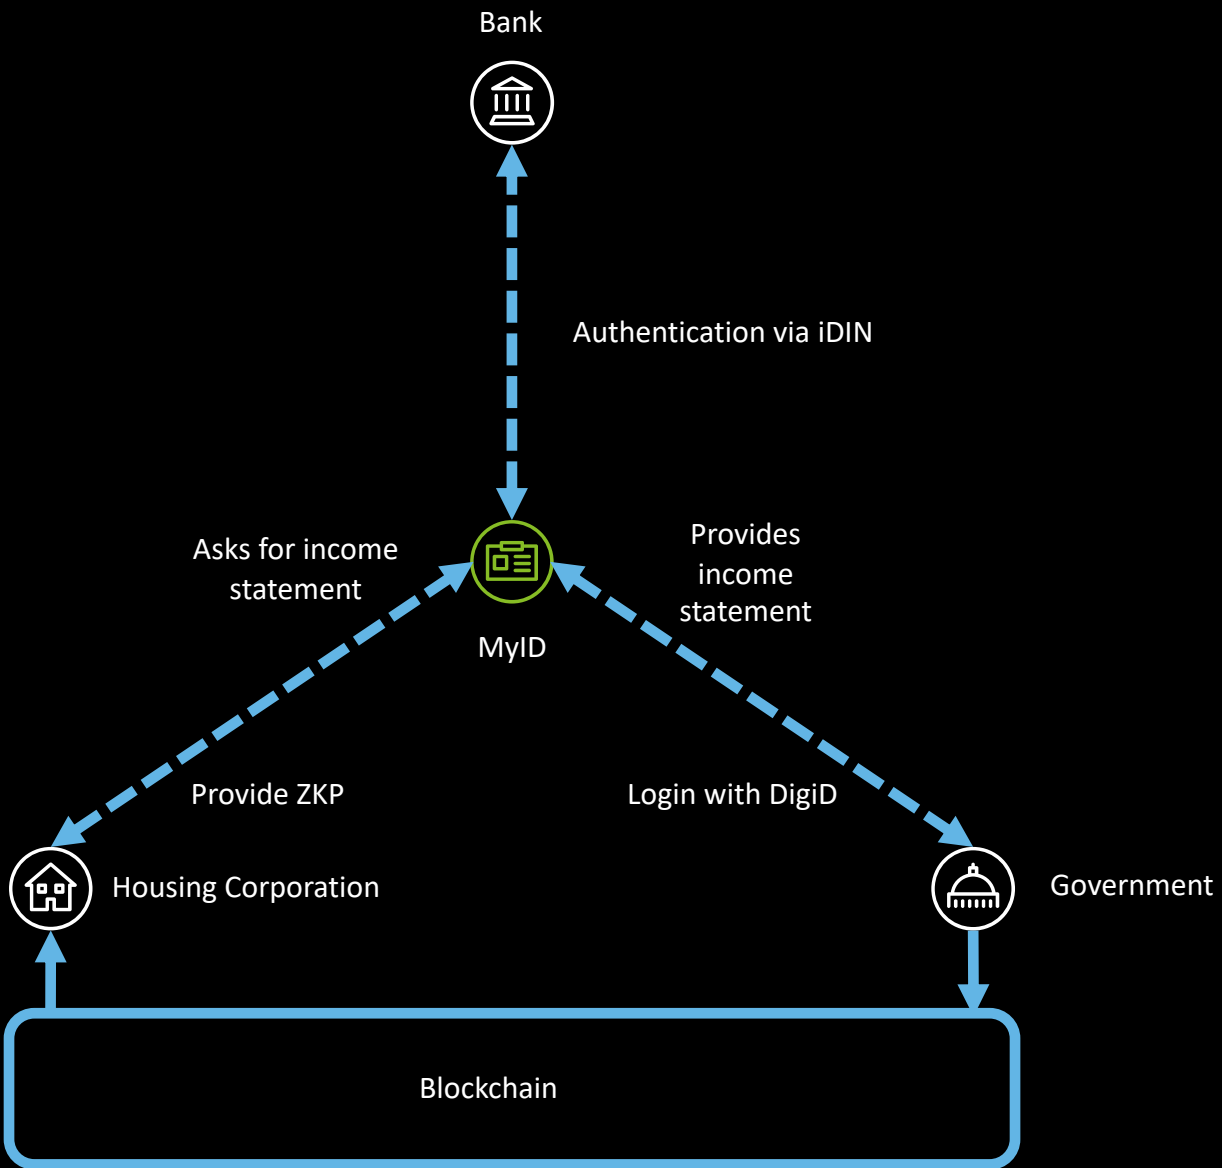 Bank
Authentication via iDIN
Asks for income
statement
Provides
income
statement
MyID
Provide ZKP
Login with DigiD
Housing Corporation
Government
Blockchain